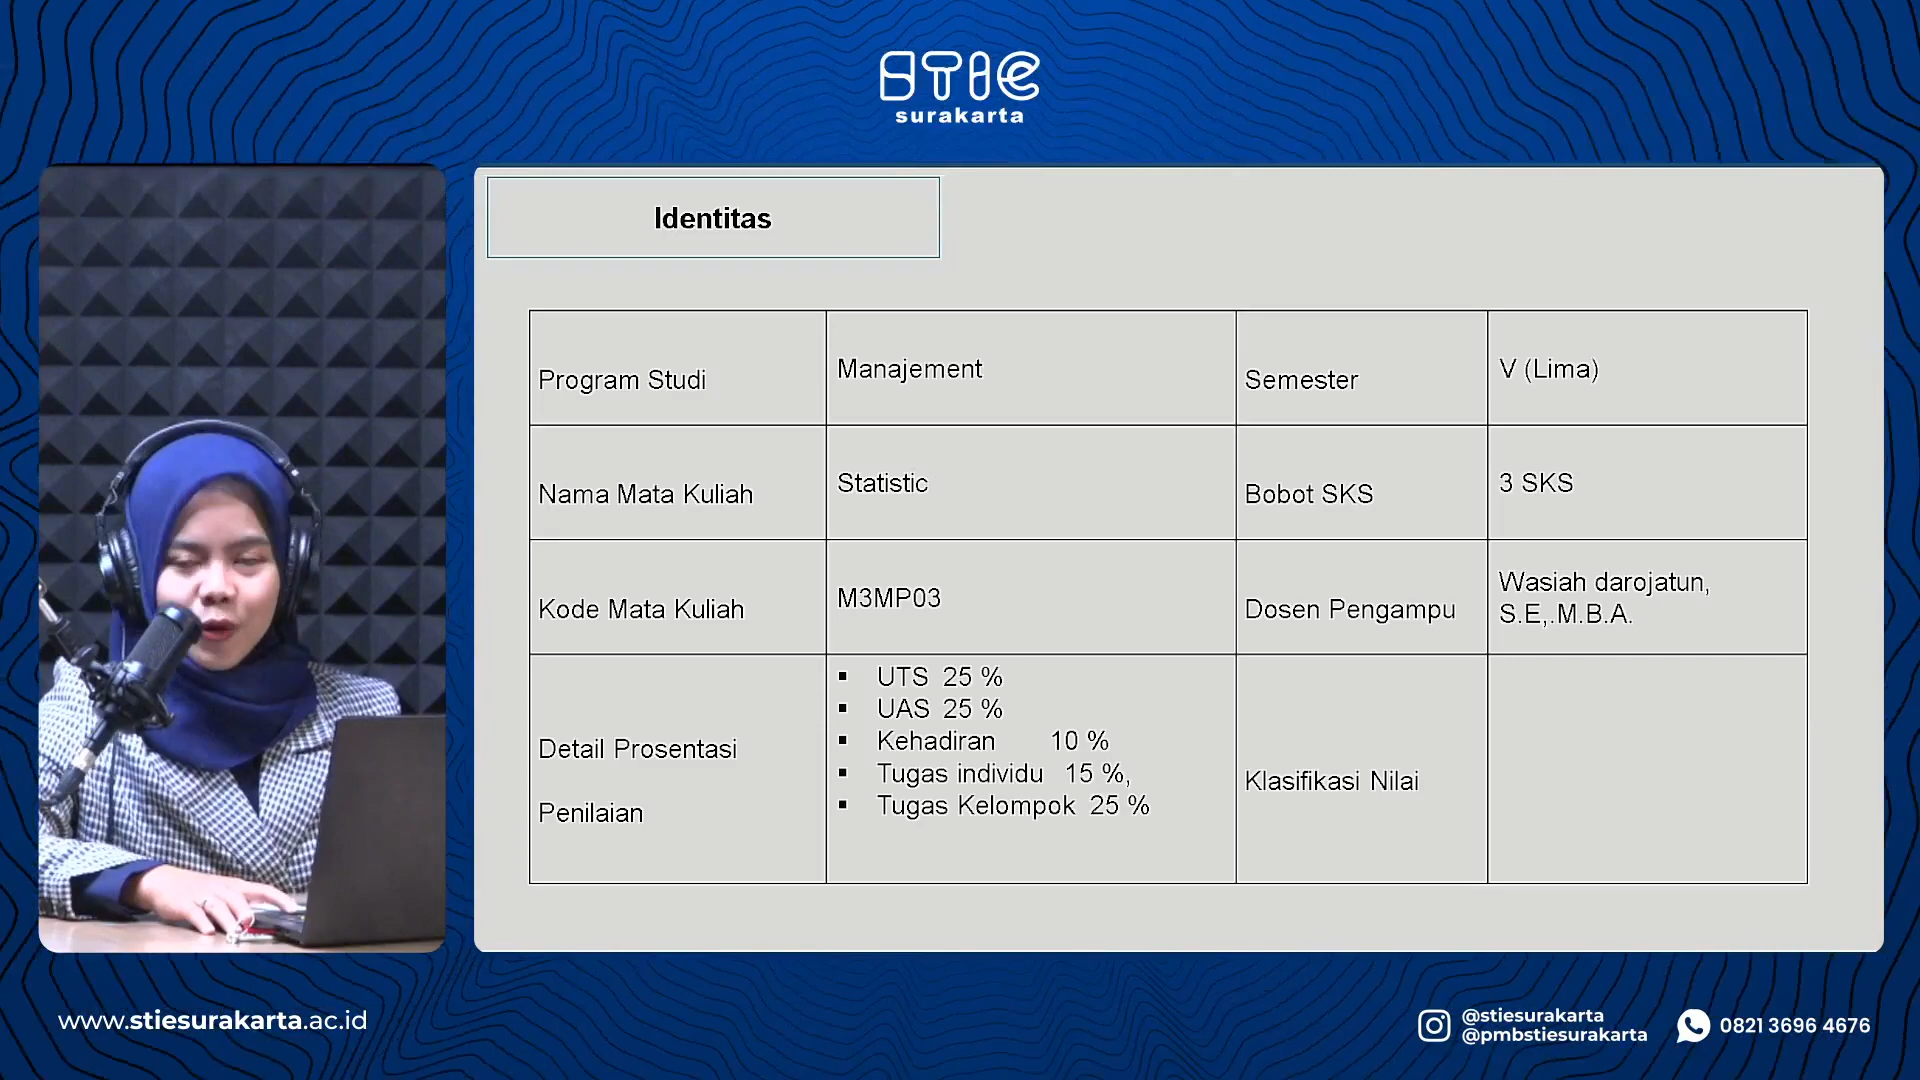 STIE
surakarta
Identitas
Program Studi
Manajement
Semester
V (Lima)
Nama Mata Kuliah
Statistic
Bobot SKS
3 SKS
Kode Mata Kuliah
M3MP03
Dosen Pengampu
Wasiah darojatun,
S.E,.M.B.A.
Detail Prosentasi
Penilaian
▪ UTS 25 %
▪ UAS 25 %
▪ Kehadiran 10 %
▪ Tugas individu 15 %,
▪ Tugas Kelompok 25 %
Klasifikasi Nilai
www.stiesurakarta.ac.id
@stiesurakarta
@pmbstiesurakarta
0821 3696 4676